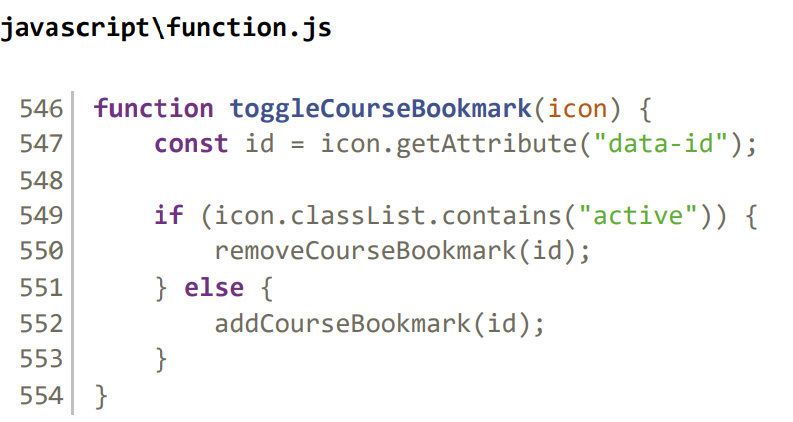 javascript\function.js
546 function toggleCourseBookmark(icon) {
547     const id = icon.getAttribute("data-id");
548
549     if (icon.classList.contains("active")) {
550         removeCourseBookmark(id);
551     } else {
552         addCourseBookmark(id);
553     }
554 }